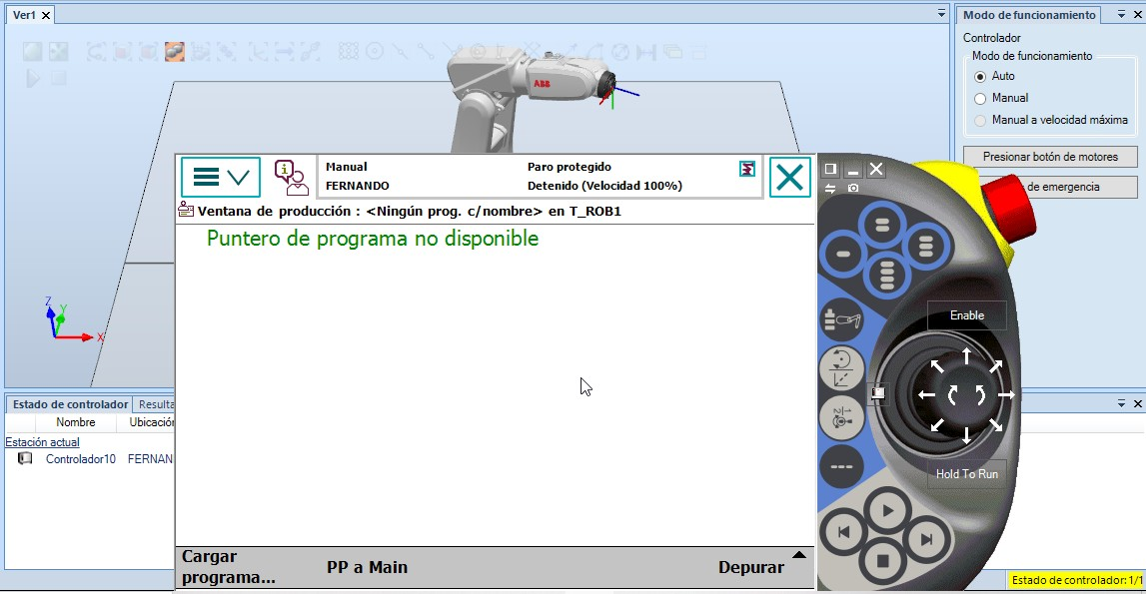 Ver1
Modo de funcionamiento
Controlador
Modo de funcionamiento
Auto
Manual
Manual a velocidad máxima
Presionar botón de motores
de emergencia
ABB
Z
Y
X
Manual
FERNANDO
Paro protegido
Detenido (Velocidad 100%)
Ventana de producción : <Ningún prog. c/nombre> en T_ROB1
Puntero de programa no disponible
Enable
Hold To Run
Estado de controlador
Resulta
Nombre
Ubicación
Estación actual
Controlador10
FERNAN
Cargar
programa...
PP a Main
Depurar
Estado de controlador: 1/1